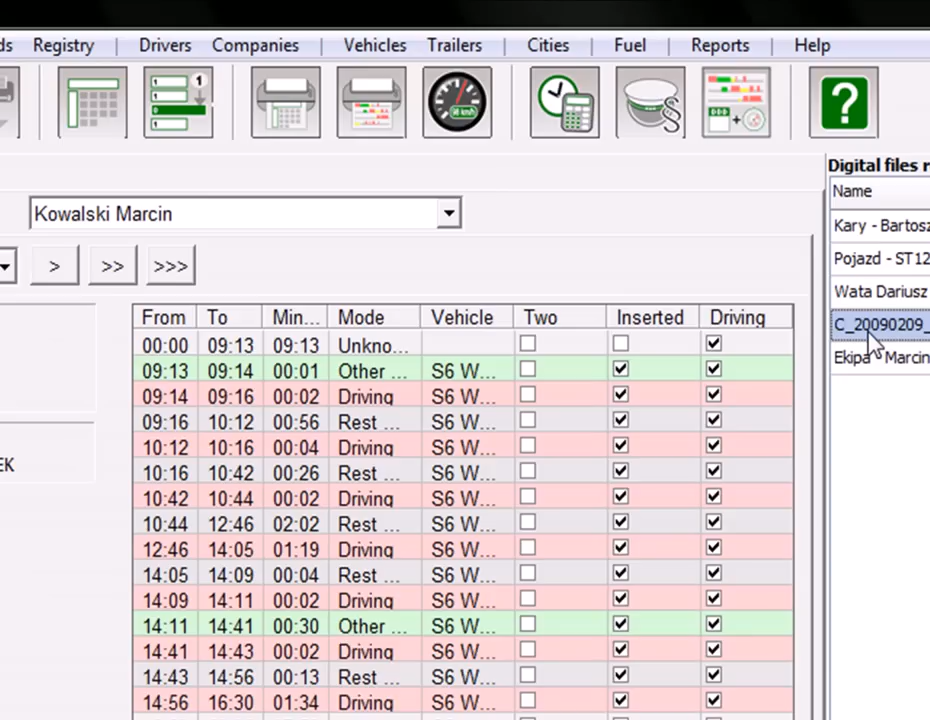 ds Registry | Drivers Companies | Vehicles Trailers | Cities | Fuel | Reports | Help
1
Digital files r
Name
Kowalski Marcin
Kary - Bartosz
> >> >>>
Pojazd - ST12
Wata Dariusz
From To Min... Mode Vehicle Two Inserted Driving
C_20090209_
00:00 09:13 09:13 Unkno...
Ekipa Marcin
09:13 09:14 00:01 Other ... S6 W...
09:14 09:16 00:02 Driving S6 W...
09:16 10:12 00:56 Rest ... S6 W...
10:12 10:16 00:04 Driving S6 W...
EK
10:16 10:42 00:26 Rest ... S6 W...
10:42 10:44 00:02 Driving S6 W...
10:44 12:46 02:02 Rest ... S6 W...
12:46 14:05 01:19 Driving S6 W...
14:05 14:09 00:04 Rest ... S6 W...
14:09 14:11 00:02 Driving S6 W...
14:11 14:41 00:30 Other ... S6 W...
14:41 14:43 00:02 Driving S6 W...
14:43 14:56 00:13 Rest ... S6 W...
14:56 16:30 01:34 Driving S6 W...